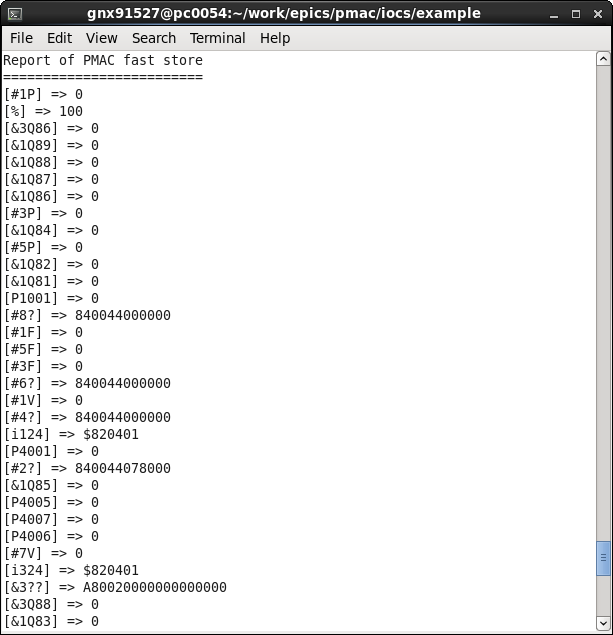 gnx91527@pc0054:~/work/epics/pmac/iocs/example
File Edit View Search Terminal Help
Report of PMAC fast store
=========================
[#1P] => 0
[%] => 100
[&3Q86] => 0
[&1Q89] => 0
[&1Q88] => 0
[&1Q87] => 0
[&1Q86] => 0
[#3P] => 0
[&1Q84] => 0
[#5P] => 0
[&1Q82] => 0
[&1Q81] => 0
[P1001] => 0
[#8?] => 840044000000
[#1F] => 0
[#5F] => 0
[#3F] => 0
[#6?] => 840044000000
[#1V] => 0
[#4?] => 840044000000
[i124] => $820401
[P4001] => 0
[#2?] => 840044078000
[&1Q85] => 0
[P4005] => 0
[P4007] => 0
[P4006] => 0
[#7V] => 0
[i324] => $820401
[&3??] => A80020000000000000
[&3Q88] => 0
[&1Q83] => 0